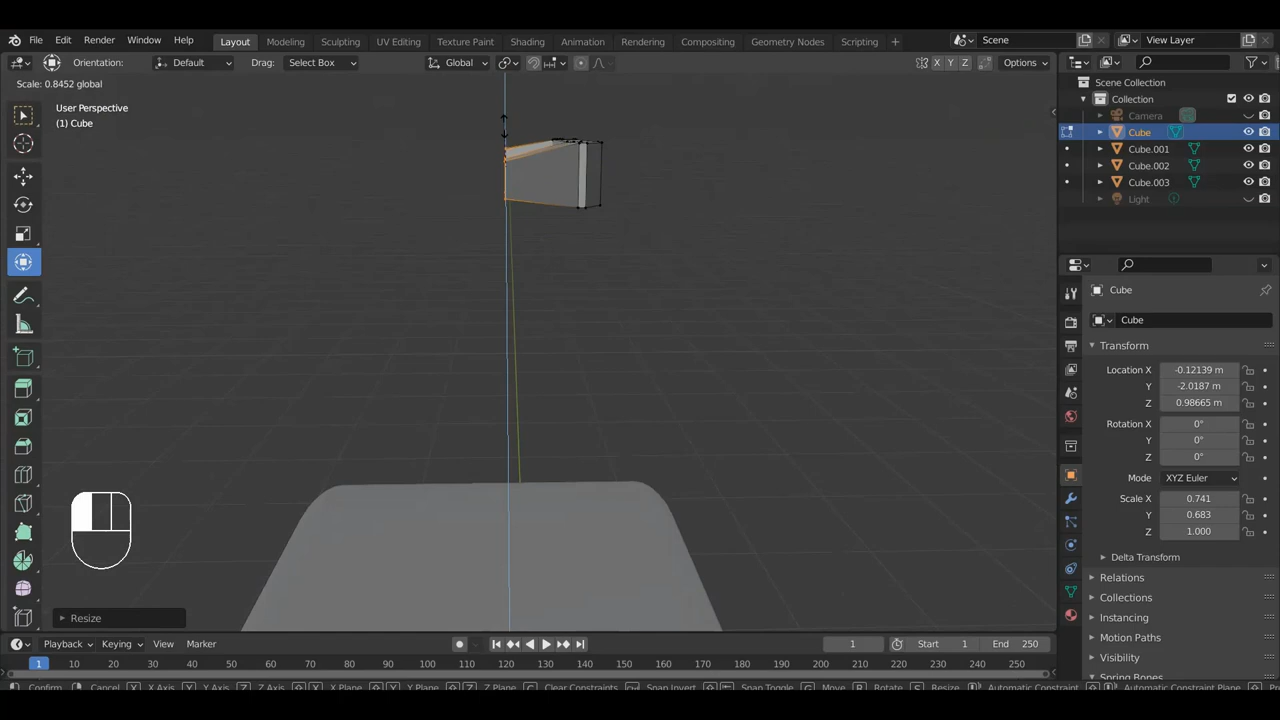 File Edit Render Window Help Layout Modeling Sculpting UV Editing Texture Paint Shading Animation Rendering Compositing Geometry Nodes Scripting + Scene View Layer
Orientation: Default Drag: Select Box Global X Y Z Options
Scale: 0.8452 global
Scene Collection
User Perspective
Collection
(1) Cube
Camera
Cube
Cube.001
Cube.002
Cube.003
Light
Cube
Cube
Transform
Location X -0.12139 m
Y -2.0187 m
Z 0.98665 m
Rotation X 0°
Y 0°
Z 0°
Mode XYZ Euler
Scale X 0.741
Y 0.683
Z 1.000
Delta Transform
Relations
Collections
Instancing
Motion Paths
Visibility
Spring Bones
Resize
Playback Keying View Marker 1 Start 1 End 250
1 10 20 30 40 50 60 70 80 90 100 110 120 130 140 150 160 170 180 190 200 210 220 230 240 250
Confirm Cancel X X Axis Y Y Axis Z Z Axis X X Plane Y Y Plane Z Z Plane C Clear Constraints Snap Invert Snap Toggle G Move R Rotate S Resize Automatic Constraint Automatic Constraint Plane